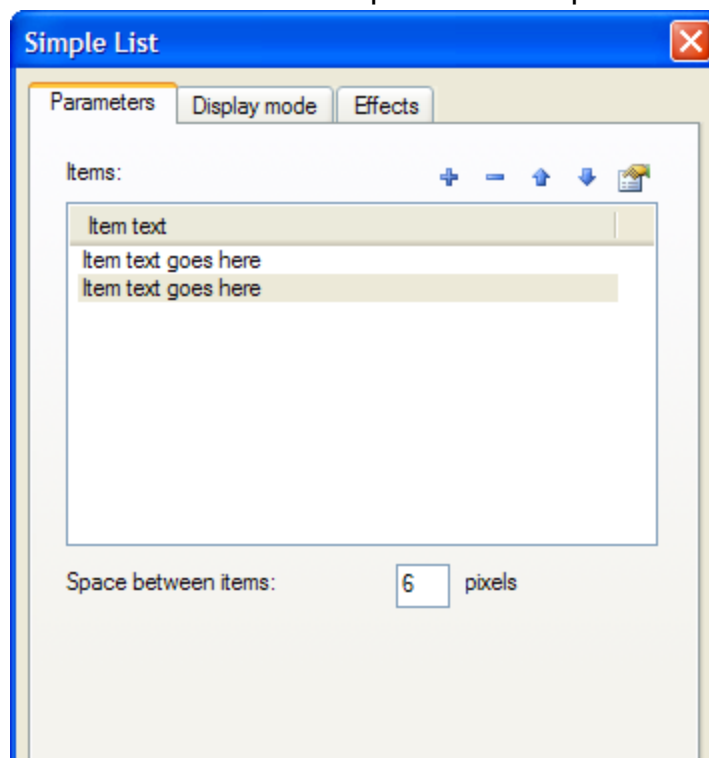 Simple List
Parameters Display mode Effects
Items:
Item text
Item text goes here
Item text goes here
Space between items: 6 pixels